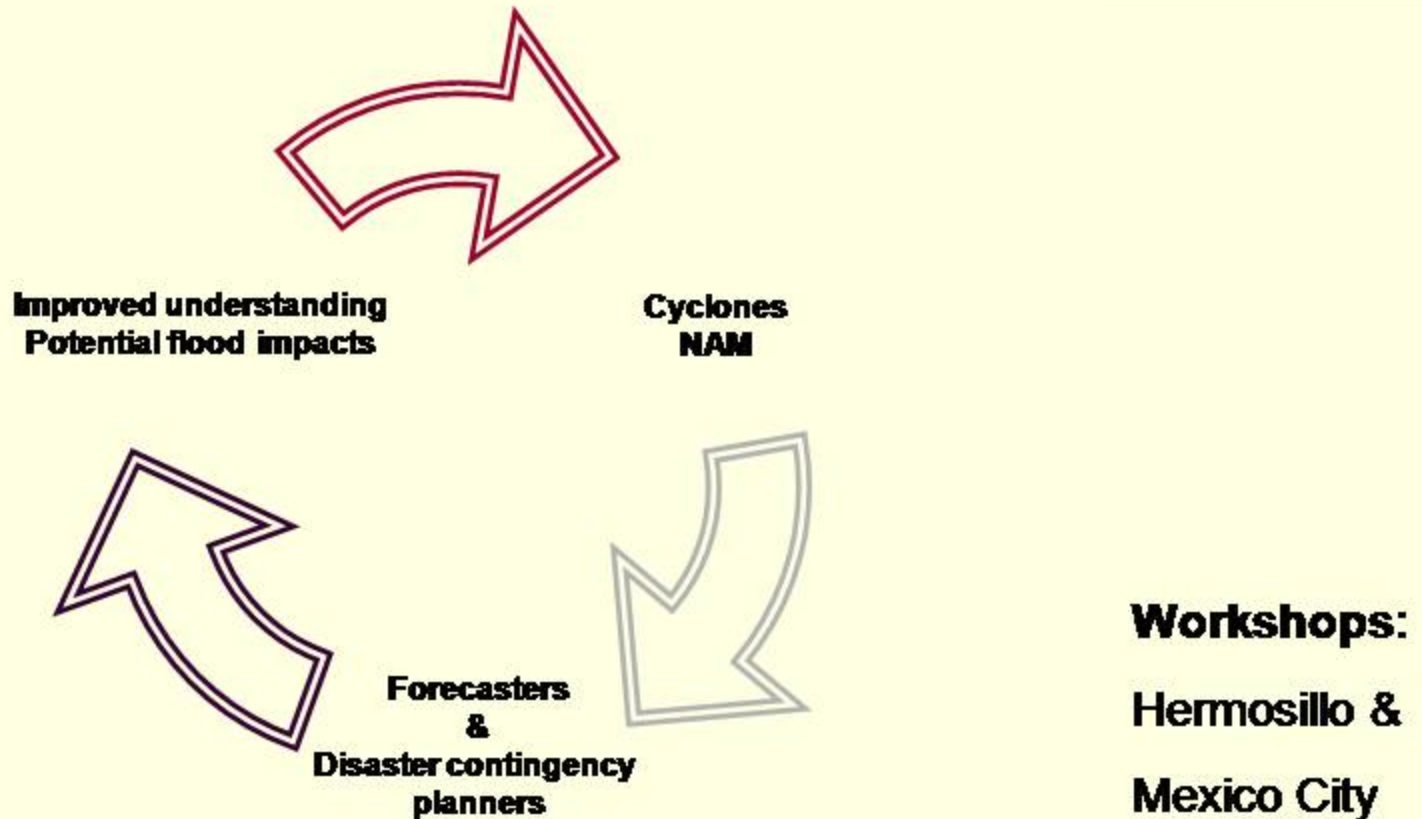 Improved understanding
Potential flood impacts
Cyclones
NAM
Forecasters
&
Disaster contingency
planners
Workshops:
Hermosillo &
Mexico City